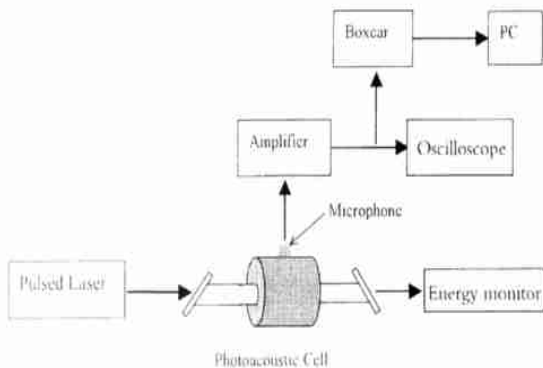 Boxcar
PC
Amplifier
Oscilloscope
Microphone
Pulsed Laser
Energy monitor
Photoacoustic Cell